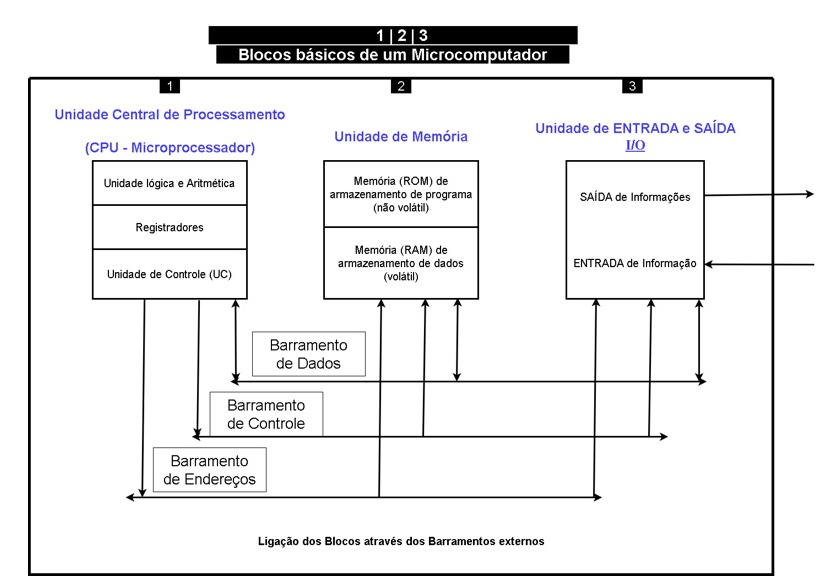 1 | 2 | 3
Blocos básicos de um Microcomputador
1
2
3
Unidade Central de Processamento
(CPU - Microprocessador)
Unidade de Memória
Unidade de ENTRADA e SAÍDA
I/O
Unidade lógica e Aritmética
Registradores
Unidade de Controle (UC)
Memória (ROM) de
armazenamento de programa
(não volátil)
Memória (RAM) de
armazenamento de dados
(volátil)
SAÍDA de Informações
ENTRADA de Informação
Barramento
de Dados
Barramento
de Controle
Barramento
de Endereços
Ligação dos Blocos através dos Barramentos externos